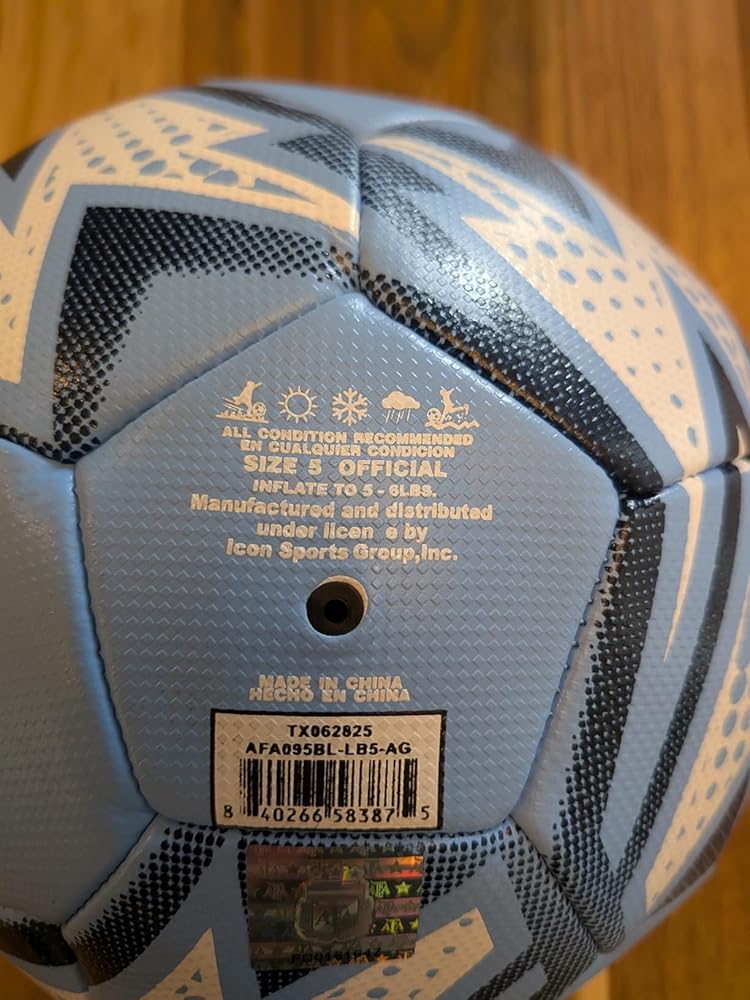 ALL CONDITION RECOMMENDED
EN CUALQUIER CONDICION
SIZE 5 OFFICIAL
INFLATE TO 5 - 6LBS.
Manufactured and distributed
under licen e by
Icon Sports Group,Inc.
MADE IN CHINA
HECHO EN CHINA
TX062825
AFA095BL-LB5-AG
8 40266 58387 5
AFA